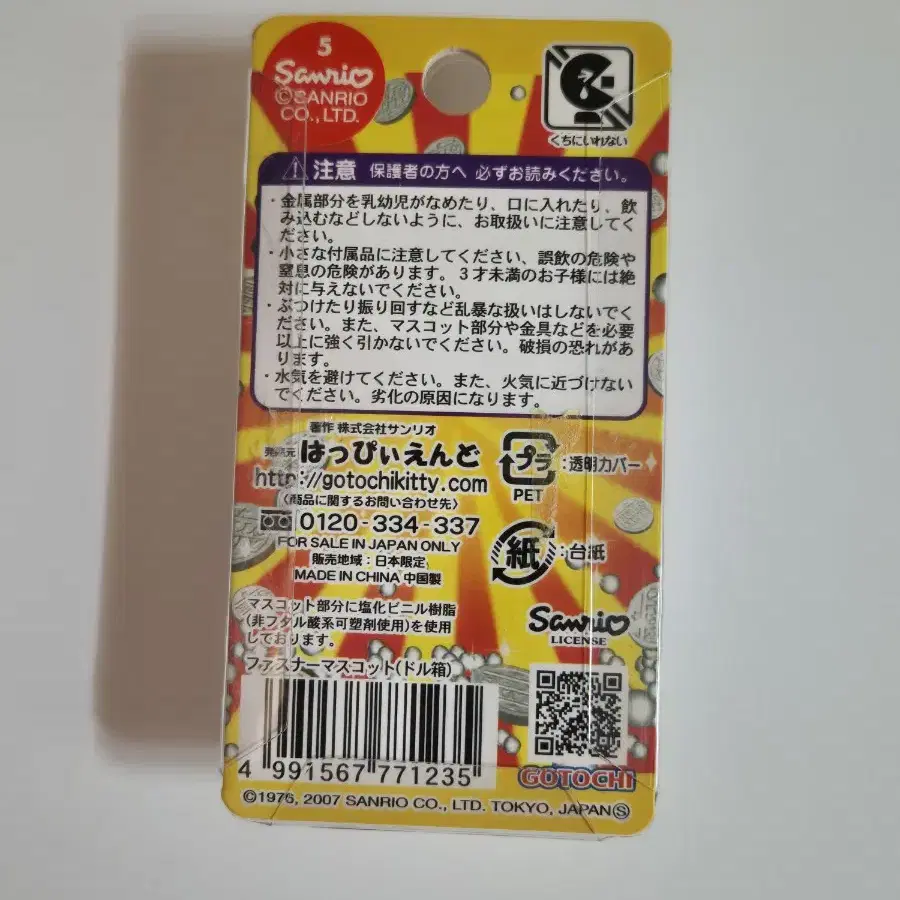 5
Sanrio
©SANRIO
CO.,LTD.
くちにいれない
注意 保護者の方へ 必ずお読みください。
・金属部分を乳幼児がなめたり、口に入れたり、飲
み込むなどしないように、お取扱いに注意してく
ださい。
・小さな付属品に注意してください、誤飲の危険や
窒息の危険があります。3才未満のお子様には絶
対に与えないでください。
・ぶつけたり振り回すなど乱暴な扱いはしないでく
ださい。また、マスコット部分や金具などを必要
以上に強く引かないでください。破損の恐れがあ
ります。
・水気を避けてください。また、火気に近づけない
でください。劣化の原因になります。
著作 株式会社サンリオ
発売元 はっぴぃえんど
http://gotochikitty.com
〈商品に関するお問い合わせ先〉
0120-334-337
FOR SALE IN JAPAN ONLY
販売地域：日本限定
MADE IN CHINA 中国製
プラ :透明カバー
PET
紙 :台紙
マスコット部分に塩化ビニル樹脂
(非フタル酸系可塑剤使用)を使用
しております。
ファスナーマスコット(ドル箱)
Sanrio
LICENSE
4 991567 771235
GOTOCHI
©1976, 2007 SANRIO CO., LTD. TOKYO, JAPAN Ⓢ